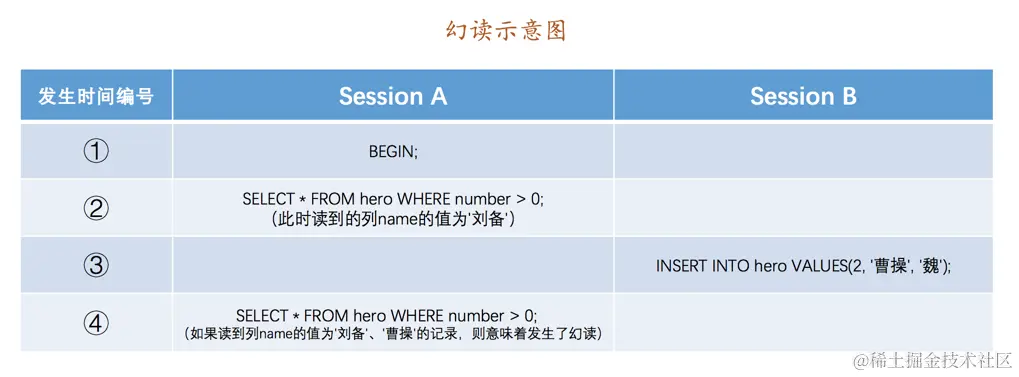 幻读示意图
发生时间编号 Session A Session B
① BEGIN;
② SELECT * FROM hero WHERE number > 0;
（此时读到的列name的值为'刘备'）
③ INSERT INTO hero VALUES(2, '曹操', '魏');
④ SELECT * FROM hero WHERE number > 0;
（如果读到列name的值为'刘备'、'曹操'的记录，则意味着发生了幻读）
@稀土掘金技术社区